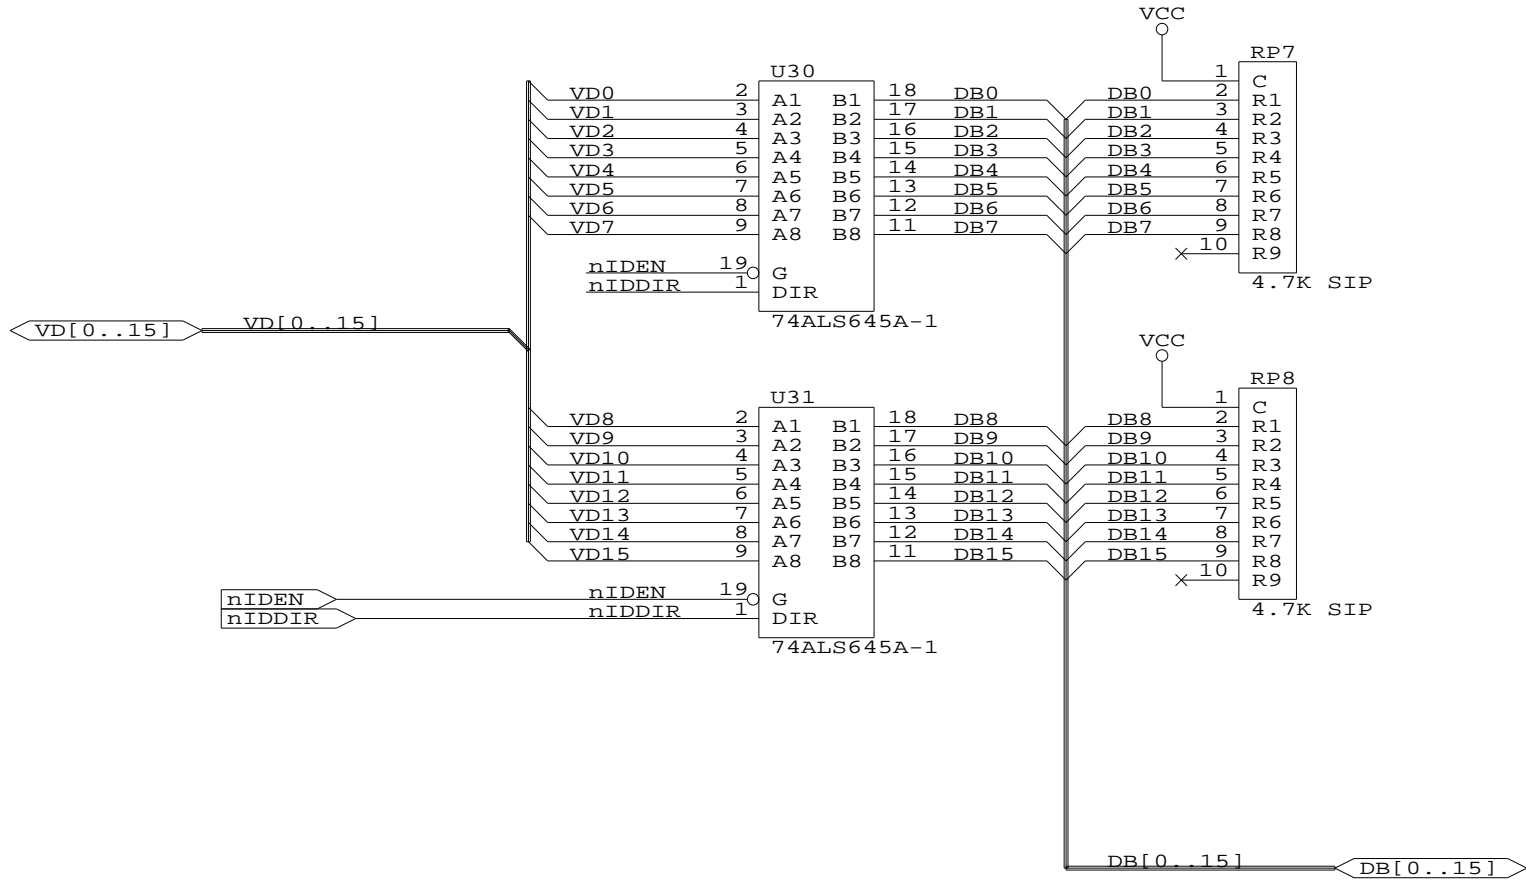 VCC
RP7
U30
1 C
VD0 2 A1 B1 18 DB0 DB0 2 R1
VD1 3 A2 B2 17 DB1 DB1 3 R2
VD2 4 A3 B3 16 DB2 DB2 4 R3
VD3 5 A4 B4 15 DB3 DB3 5 R4
VD4 6 A5 B5 14 DB4 DB4 6 R5
VD5 7 A6 B6 13 DB5 DB5 7 R6
VD6 8 A7 B7 12 DB6 DB6 8 R7
VD7 9 A8 B8 11 DB7 DB7 9 R8
10 R9
nIDEN 19 G
nIDDIR 1 DIR
4.7K SIP
74ALS645A-1
VD[0..15] VD[0..15]
VCC
RP8
U31
1 C
VD8 2 A1 B1 18 DB8 DB8 2 R1
VD9 3 A2 B2 17 DB9 DB9 3 R2
VD10 4 A3 B3 16 DB10 DB10 4 R3
VD11 5 A4 B4 15 DB11 DB11 5 R4
VD12 6 A5 B5 14 DB12 DB12 6 R5
VD13 7 A6 B6 13 DB13 DB13 7 R6
VD14 8 A7 B7 12 DB14 DB14 8 R7
VD15 9 A8 B8 11 DB15 DB15 9 R8
10 R9
nIDEN nIDEN 19 G
nIDDIR nIDDIR 1 DIR
4.7K SIP
74ALS645A-1
DB[0..15] DB[0..15]